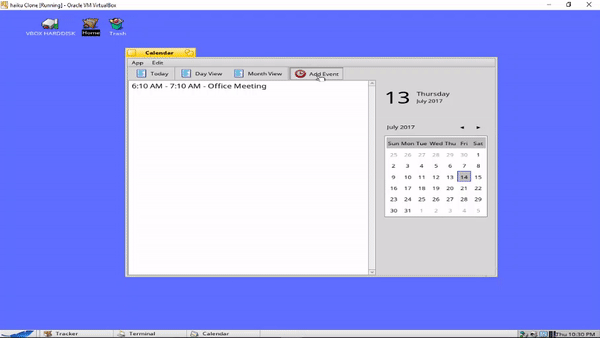 haiku Clone [Running] - Oracle VM VirtualBox
VBOX HARDDISK
Home
Trash
Calendar
App Edit
Today Day View Month View Add Event
6:10 AM - 7:10 AM - Office Meeting
13 Thursday
July 2017
July 2017
Sun Mon Tue Wed Thu Fri Sat
25 26 27 28 29 30 1
2 3 4 5 6 7 8
9 10 11 12 13 14 15
16 17 18 19 20 21 22
23 24 25 26 27 28 29
30 31 1 2 3 4 5
Tracker Terminal Calendar Thu 10:30 PM